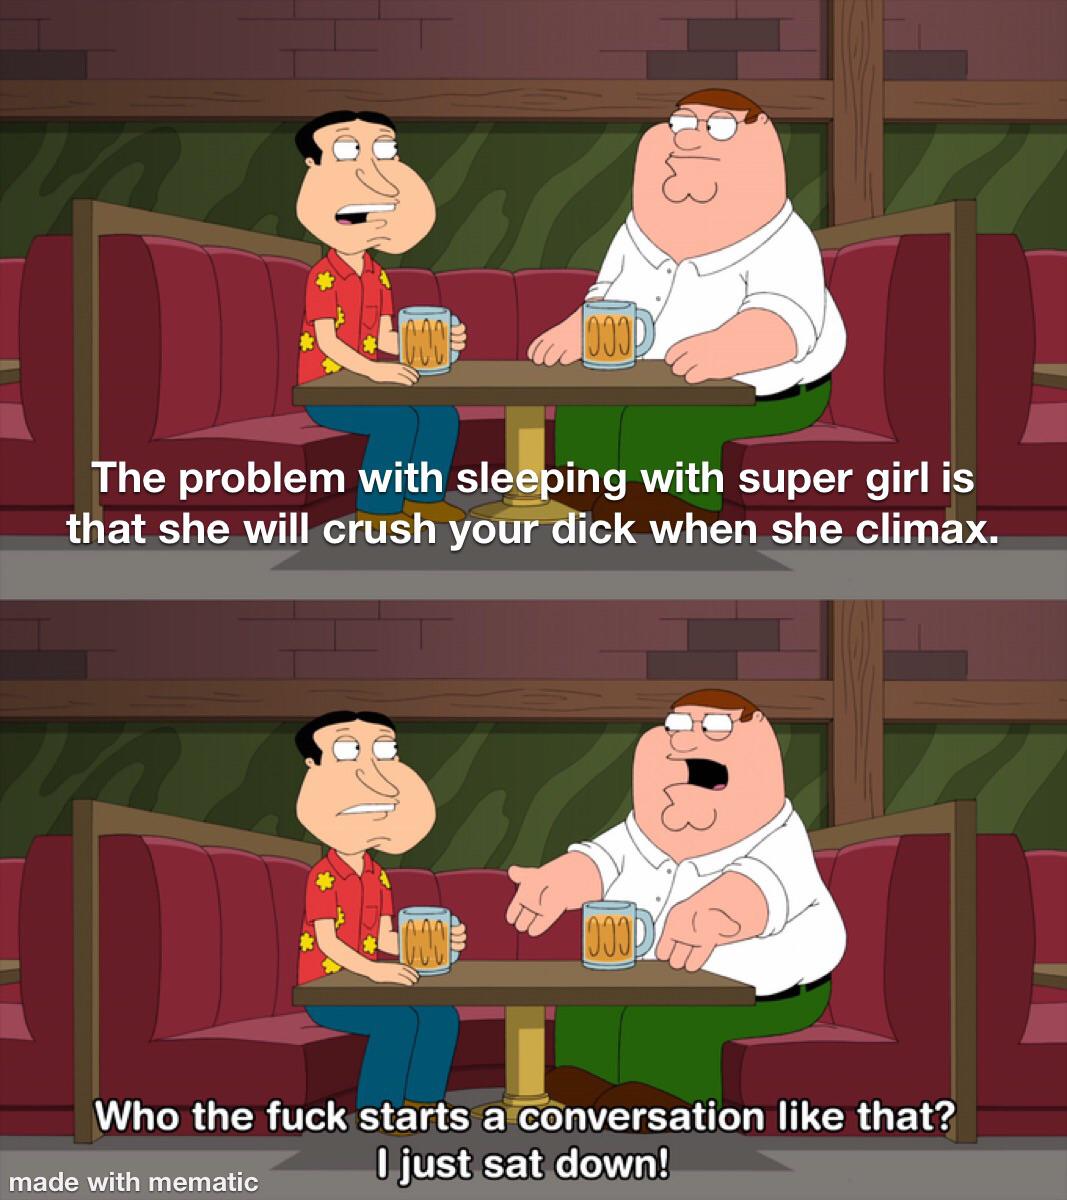 The problem with sleeping with super girl is
that she will crush your dick when she climax.
Who the fuck starts a conversation like that?
I just sat down!
made with mematic